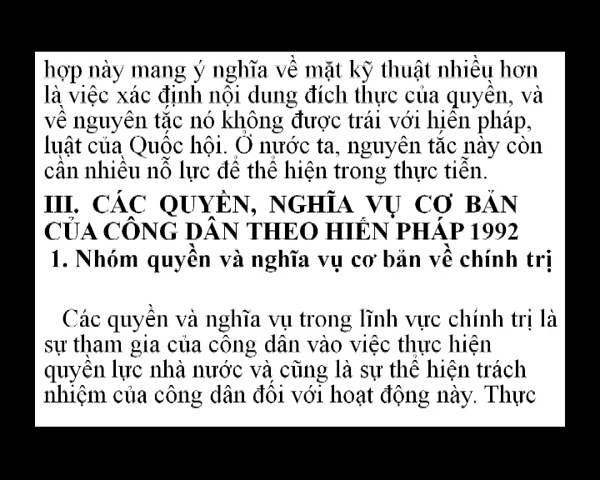 hợp này mang ý nghĩa về mặt kỹ thuật nhiều hơn
là việc xác định nội dung đích thực của quyền, và
về nguyên tắc nó không được trái với hiến pháp,
luật của Quốc hội. Ở nước ta, nguyên tắc này còn
cần nhiều nỗ lực để thể hiện trong thực tiễn.
III. CÁC QUYỀN, NGHĨA VỤ CƠ BẢN
CỦA CÔNG DÂN THEO HIẾN PHÁP 1992
1. Nhóm quyền và nghĩa vụ cơ bản về chính trị
Các quyền và nghĩa vụ trong lĩnh vực chính trị là
sự tham gia của công dân vào việc thực hiện
quyền lực nhà nước và cũng là sự thể hiện trách
nhiệm của công dân đối với hoạt động này. Thực